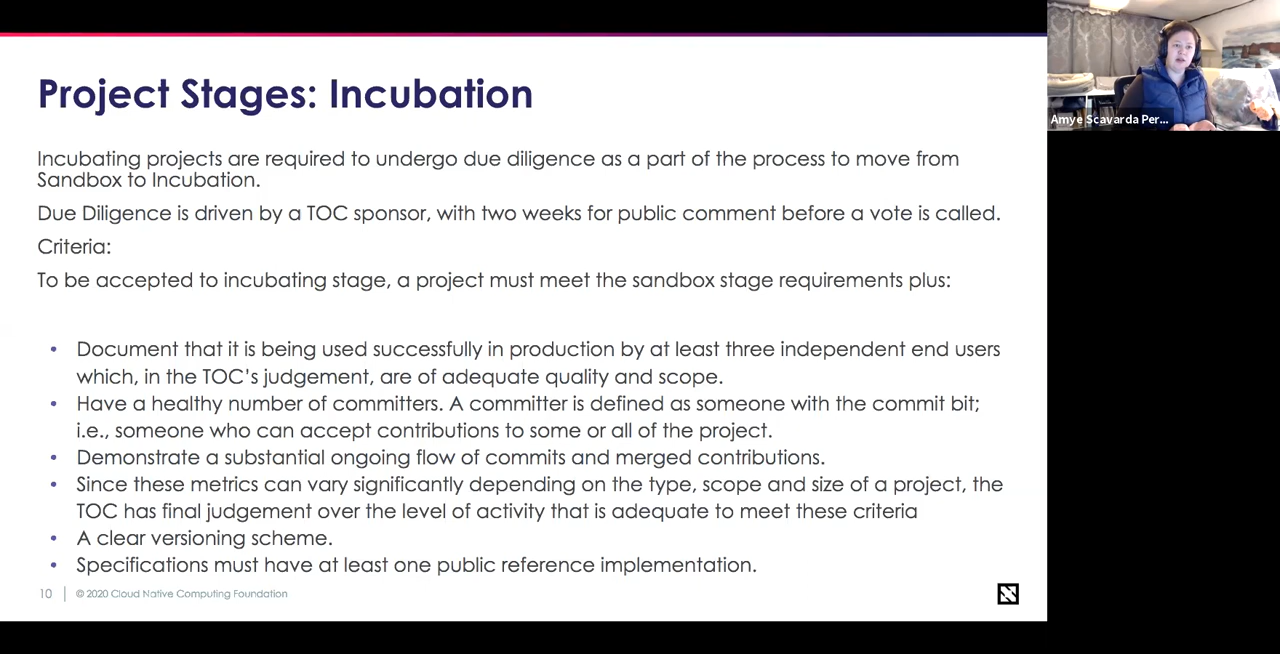 Project Stages: Incubation
Amye Scavarda Per...
Incubating projects are required to undergo due diligence as a part of the process to move from
Sandbox to Incubation.
Due Diligence is driven by a TOC sponsor, with two weeks for public comment before a vote is called.
Criteria:
To be accepted to incubating stage, a project must meet the sandbox stage requirements plus:
• Document that it is being used successfully in production by at least three independent end users
which, in the TOC’s judgement, are of adequate quality and scope.
• Have a healthy number of committers. A committer is defined as someone with the commit bit;
i.e., someone who can accept contributions to some or all of the project.
• Demonstrate a substantial ongoing flow of commits and merged contributions.
• Since these metrics can vary significantly depending on the type, scope and size of a project, the
TOC has final judgement over the level of activity that is adequate to meet these criteria
• A clear versioning scheme.
• Specifications must have at least one public reference implementation.
10 | © 2020 Cloud Native Computing Foundation